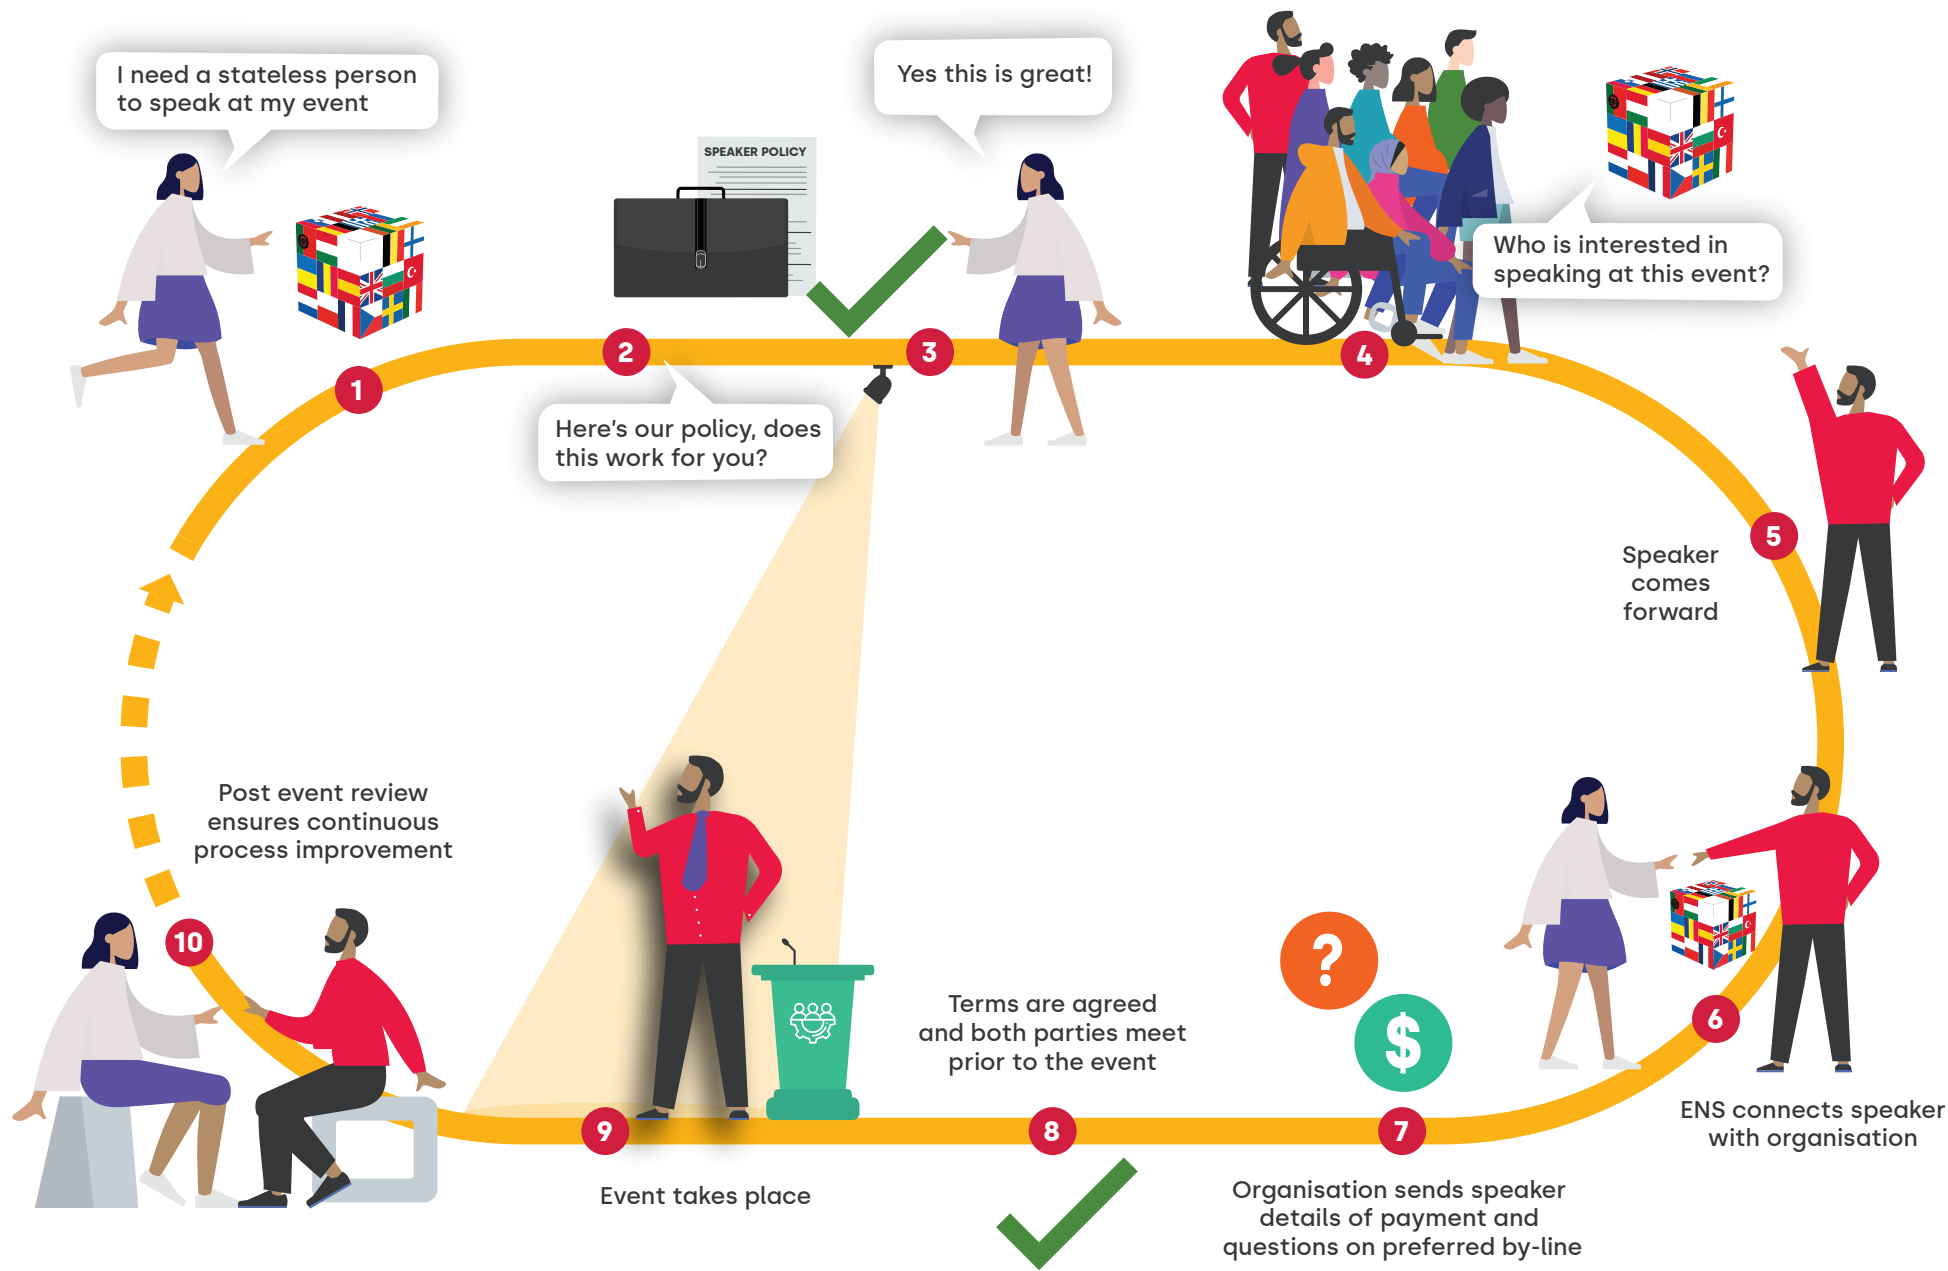 I need a stateless person
to speak at my event
1
SPEAKER POLICY
2
Here's our policy, does
this work for you?
Yes this is great!
3
Who is interested in
speaking at this event?
4
5
Speaker
comes
forward
6
ENS connects speaker
with organisation
?
$
7
Organisation sends speaker
details of payment and
questions on preferred by-line
Terms are agreed
and both parties meet
prior to the event
8
9
Event takes place
Post event review
ensures continuous
process improvement
10